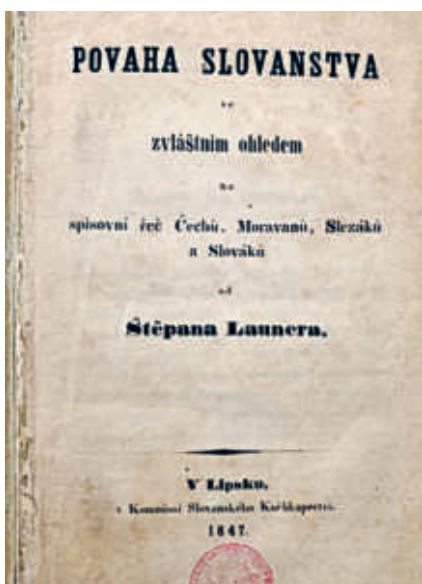 POVAHA SLOVANSTVA
se
zvláštním ohledem
na
spisovní řeč Čechů, Moravanů, Slezáků
a Slováků
od
Štěpana Launera.
V Lipsku,
v Kommissí Slovanského Kněhkupectví.
1847.